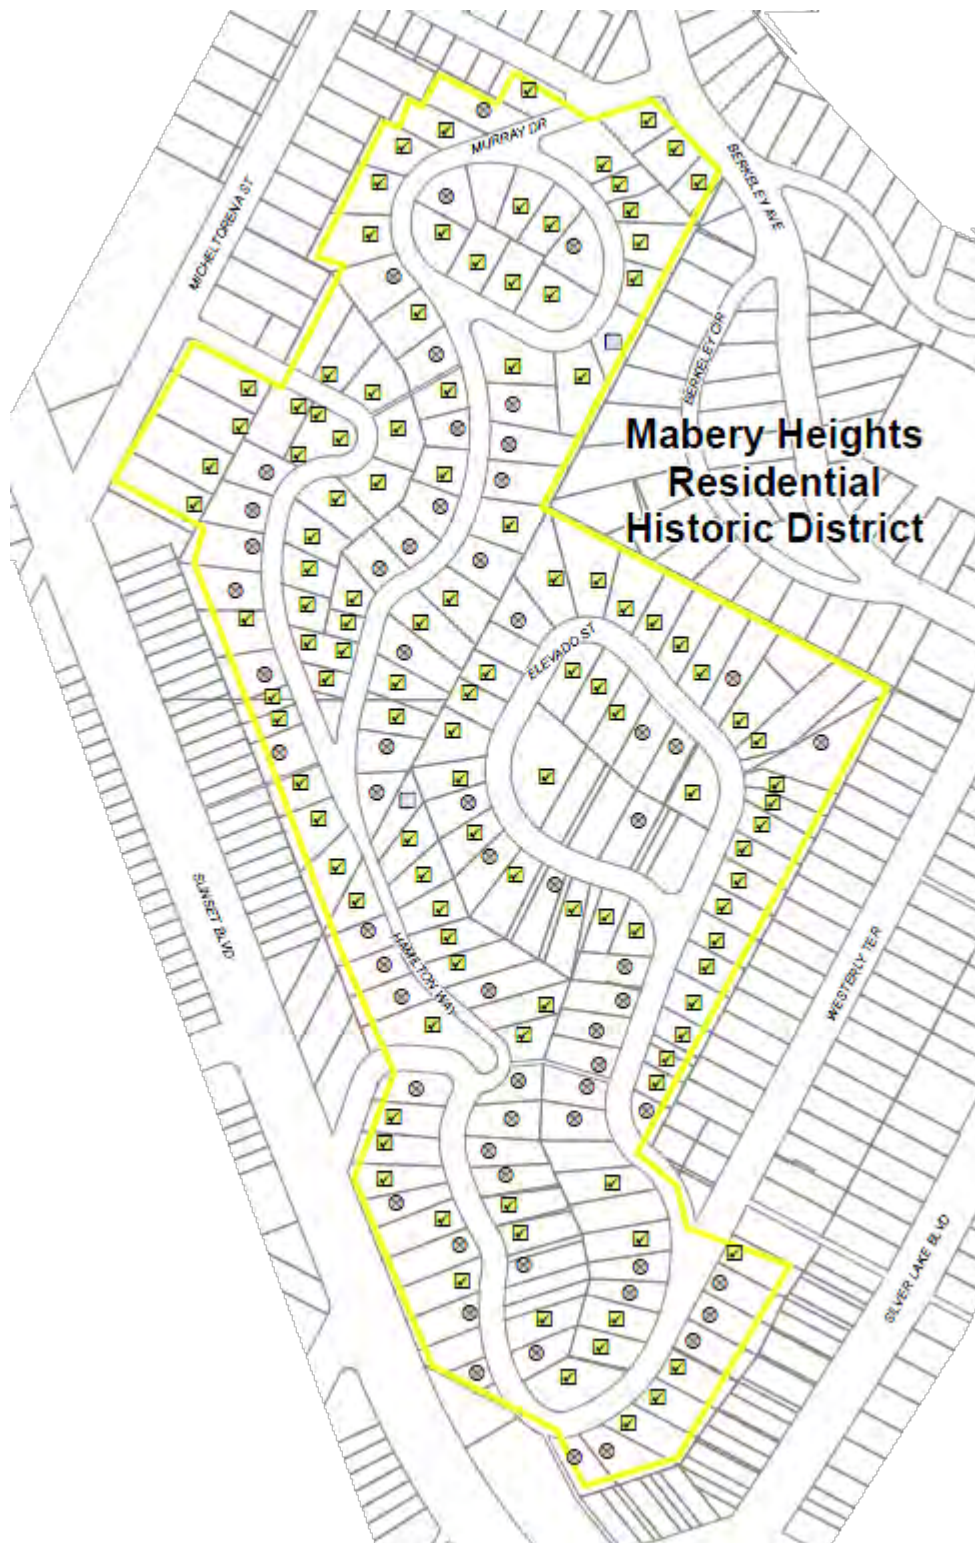 MURRAY DR
BERKELEY AVE
MICHELTORENA ST
BERKELEY DR
Mabery Heights
Residential
Historic District
ELEVADO ST
SUNSET BLVD
HAMILTON WAY
WESTERLY TER
SILVER LAKE BLVD